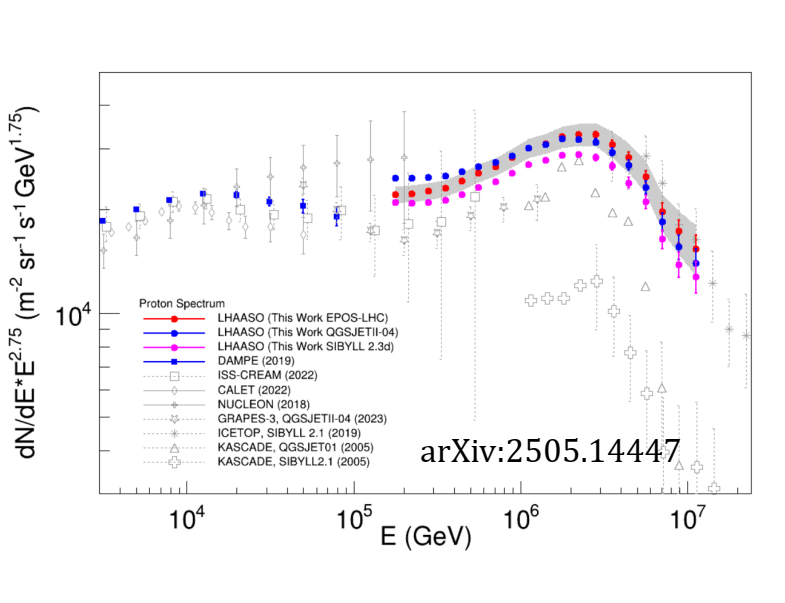 dN/dE*E^2.75 (m^-2 sr^-1 s^-1 GeV^1.75)
10^4
Proton Spectrum
LHAASO (This Work EPOS-LHC)
LHAASO (This Work QGSJETII-04)
LHAASO (This Work SIBYLL 2.3d)
DAMPE (2019)
ISS-CREAM (2022)
CALET (2022)
NUCLEON (2018)
GRAPES-3, QGSJETII-04 (2023)
ICETOP, SIBYLL 2.1 (2019)
KASCADE, QGSJET01 (2005)
KASCADE, SIBYLL2.1 (2005)
arXiv:2505.14447
10^4 10^5 10^6 10^7
E (GeV)